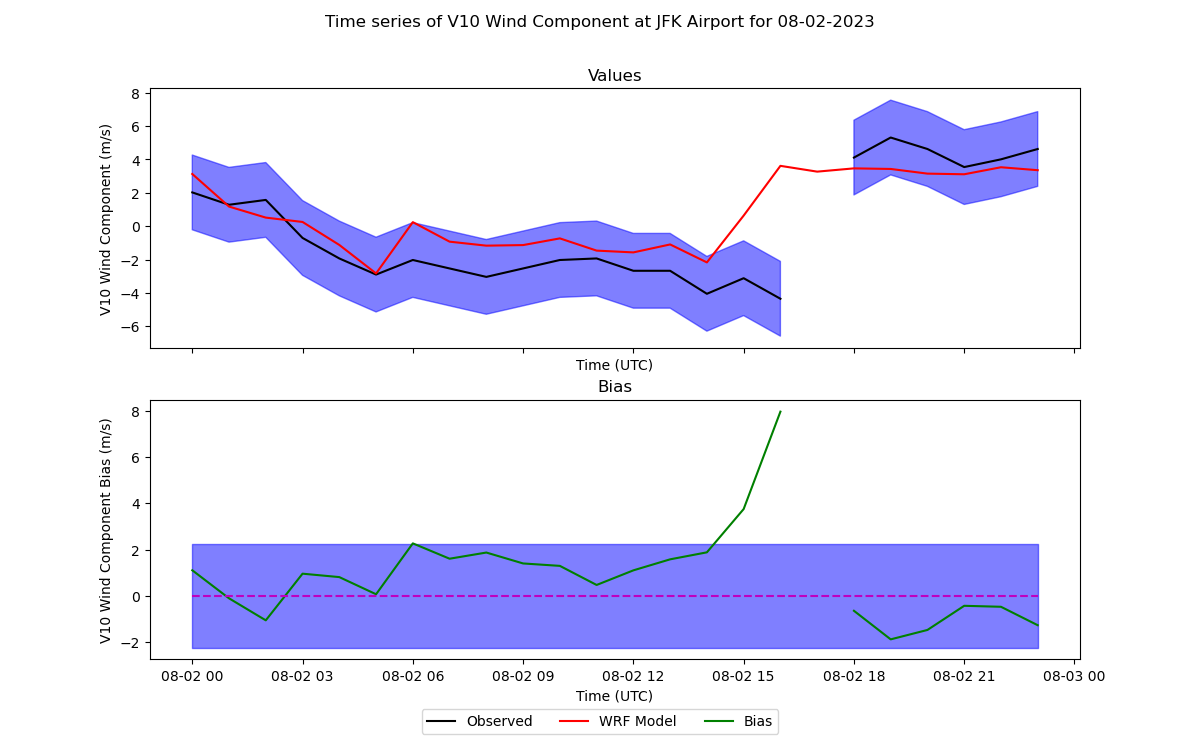 Time series of V10 Wind Component at JFK Airport for 08-02-2023
Values
V10 Wind Component (m/s)
8
6
4
2
0
−2
−4
−6
Time (UTC)
Bias
V10 Wind Component Bias (m/s)
8
6
4
2
0
−2
08-02 00 08-02 03 08-02 06 08-02 09 08-02 12 08-02 15 08-02 18 08-02 21 08-03 00
Time (UTC)
Observed WRF Model Bias